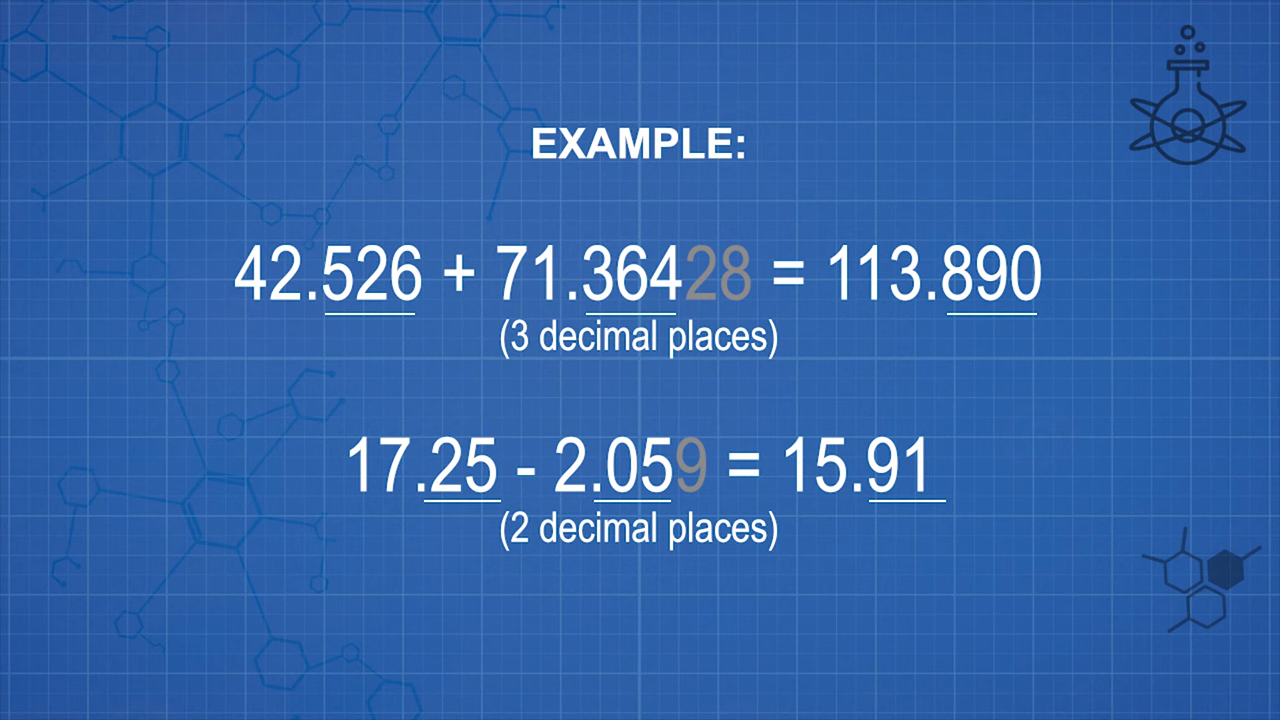 EXAMPLE:
42.526 + 71.36428 = 113.890
(3 decimal places)
17.25 - 2.059 = 15.91
(2 decimal places)